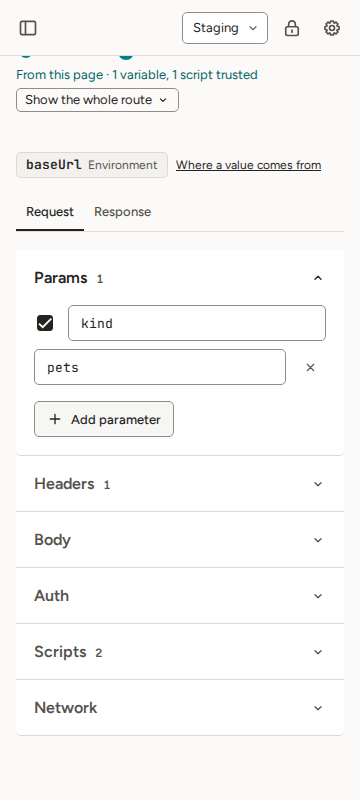 Staging
From this page · 1 variable, 1 script trusted
Show the whole route
baseUrl Environment Where a value comes from
Request Response
Params 1
kind
pets
Add parameter
Headers 1
Body
Auth
Scripts 2
Network